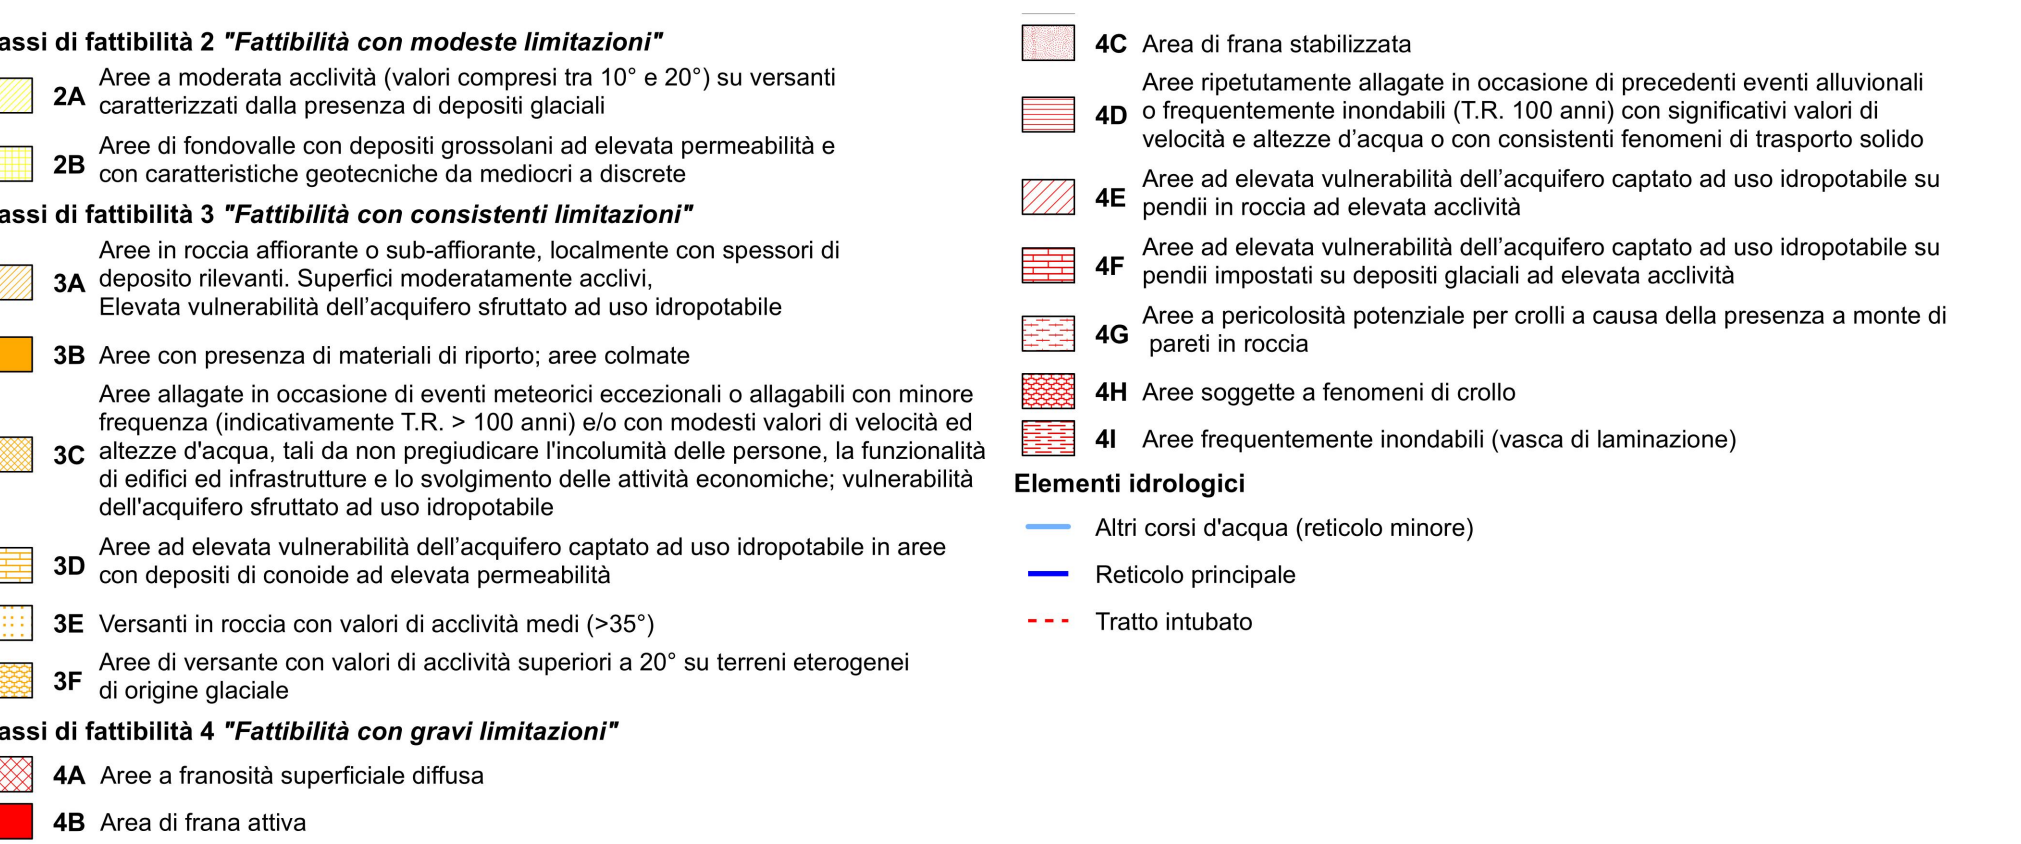 assi di fattibilità 2 "Fattibilità con modeste limitazioni"
2A
Aree a moderata acclività (valori compresi tra 10° e 20°) su versanti
caratterizzati dalla presenza di depositi glaciali
2B
Aree di fondovalle con depositi grossolani ad elevata permeabilità e
con caratteristiche geotecniche da mediocri a discrete
assi di fattibilità 3 "Fattibilità con consistenti limitazioni"
3A
Aree in roccia affiorante o sub-affiorante, localmente con spessori di
deposito rilevanti. Superfici moderatamente acclivi,
Elevata vulnerabilità dell’acquifero sfruttato ad uso idropotabile
3B Aree con presenza di materiali di riporto; aree colmate
3C
Aree allagate in occasione di eventi meteorici eccezionali o allagabili con minore
frequenza (indicativamente T.R. > 100 anni) e/o con modesti valori di velocità ed
altezze d'acqua, tali da non pregiudicare l'incolumità delle persone, la funzionalità
di edifici ed infrastrutture e lo svolgimento delle attività economiche; vulnerabilità
dell'acquifero sfruttato ad uso idropotabile
3D
Aree ad elevata vulnerabilità dell’acquifero captato ad uso idropotabile in aree
con depositi di conoide ad elevata permeabilità
3E Versanti in roccia con valori di acclività medi (>35°)
3F
Aree di versante con valori di acclività superiori a 20° su terreni eterogenei
di origine glaciale
assi di fattibilità 4 "Fattibilità con gravi limitazioni"
4A Aree a franosità superficiale diffusa
4B Area di frana attiva
4C Area di frana stabilizzata
4D
Aree ripetutamente allagate in occasione di precedenti eventi alluvionali
o frequentemente inondabili (T.R. 100 anni) con significativi valori di
velocità e altezze d’acqua o con consistenti fenomeni di trasporto solido
4E
Aree ad elevata vulnerabilità dell’acquifero captato ad uso idropotabile su
pendii in roccia ad elevata acclività
4F
Aree ad elevata vulnerabilità dell’acquifero captato ad uso idropotabile su
pendii impostati su depositi glaciali ad elevata acclività
4G
Aree a pericolosità potenziale per crolli a causa della presenza a monte di
pareti in roccia
4H Aree soggette a fenomeni di crollo
4I Aree frequentemente inondabili (vasca di laminazione)
Elementi idrologici
Altri corsi d'acqua (reticolo minore)
Reticolo principale
Tratto intubato